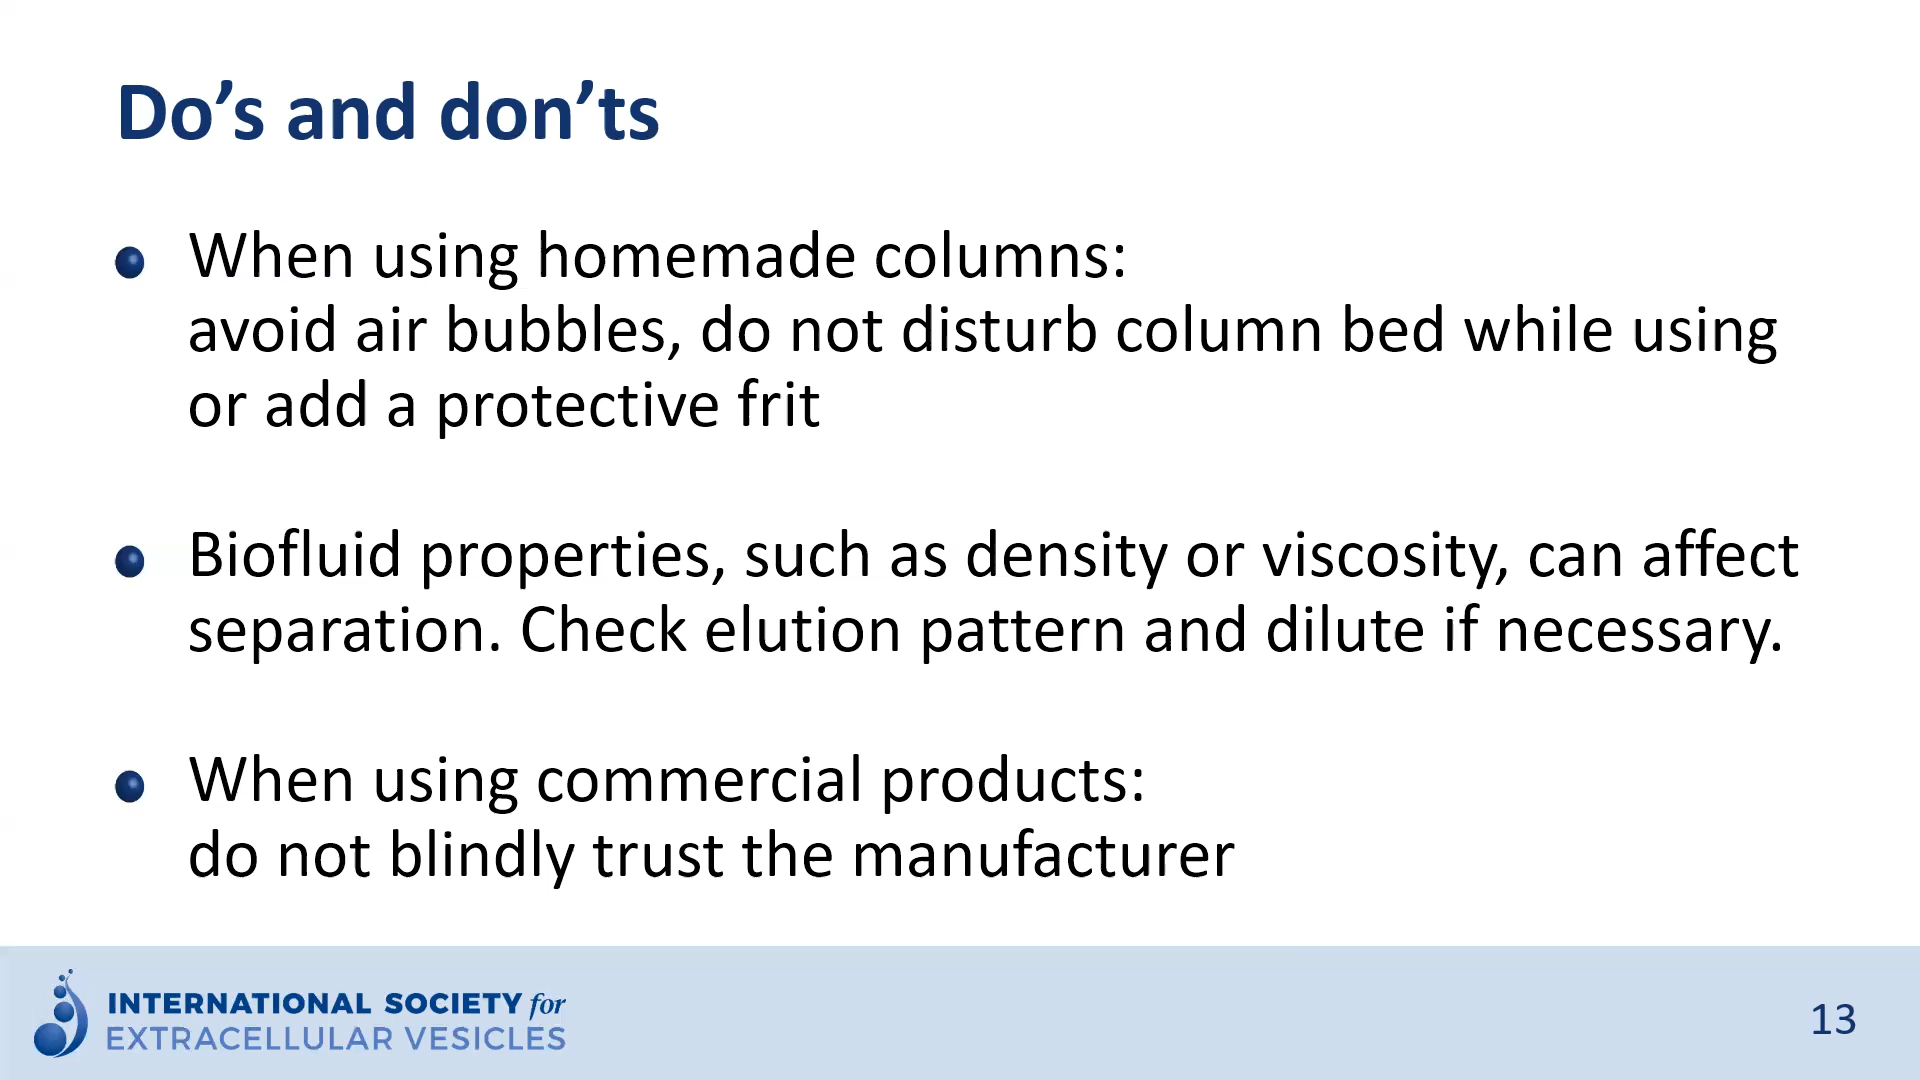 Do’s and don’ts
When using homemade columns:
avoid air bubbles, do not disturb column bed while using
or add a protective frit
Biofluid properties, such as density or viscosity, can affect
separation. Check elution pattern and dilute if necessary.
When using commercial products:
do not blindly trust the manufacturer
INTERNATIONAL SOCIETY for
EXTRACELLULAR VESICLES
13